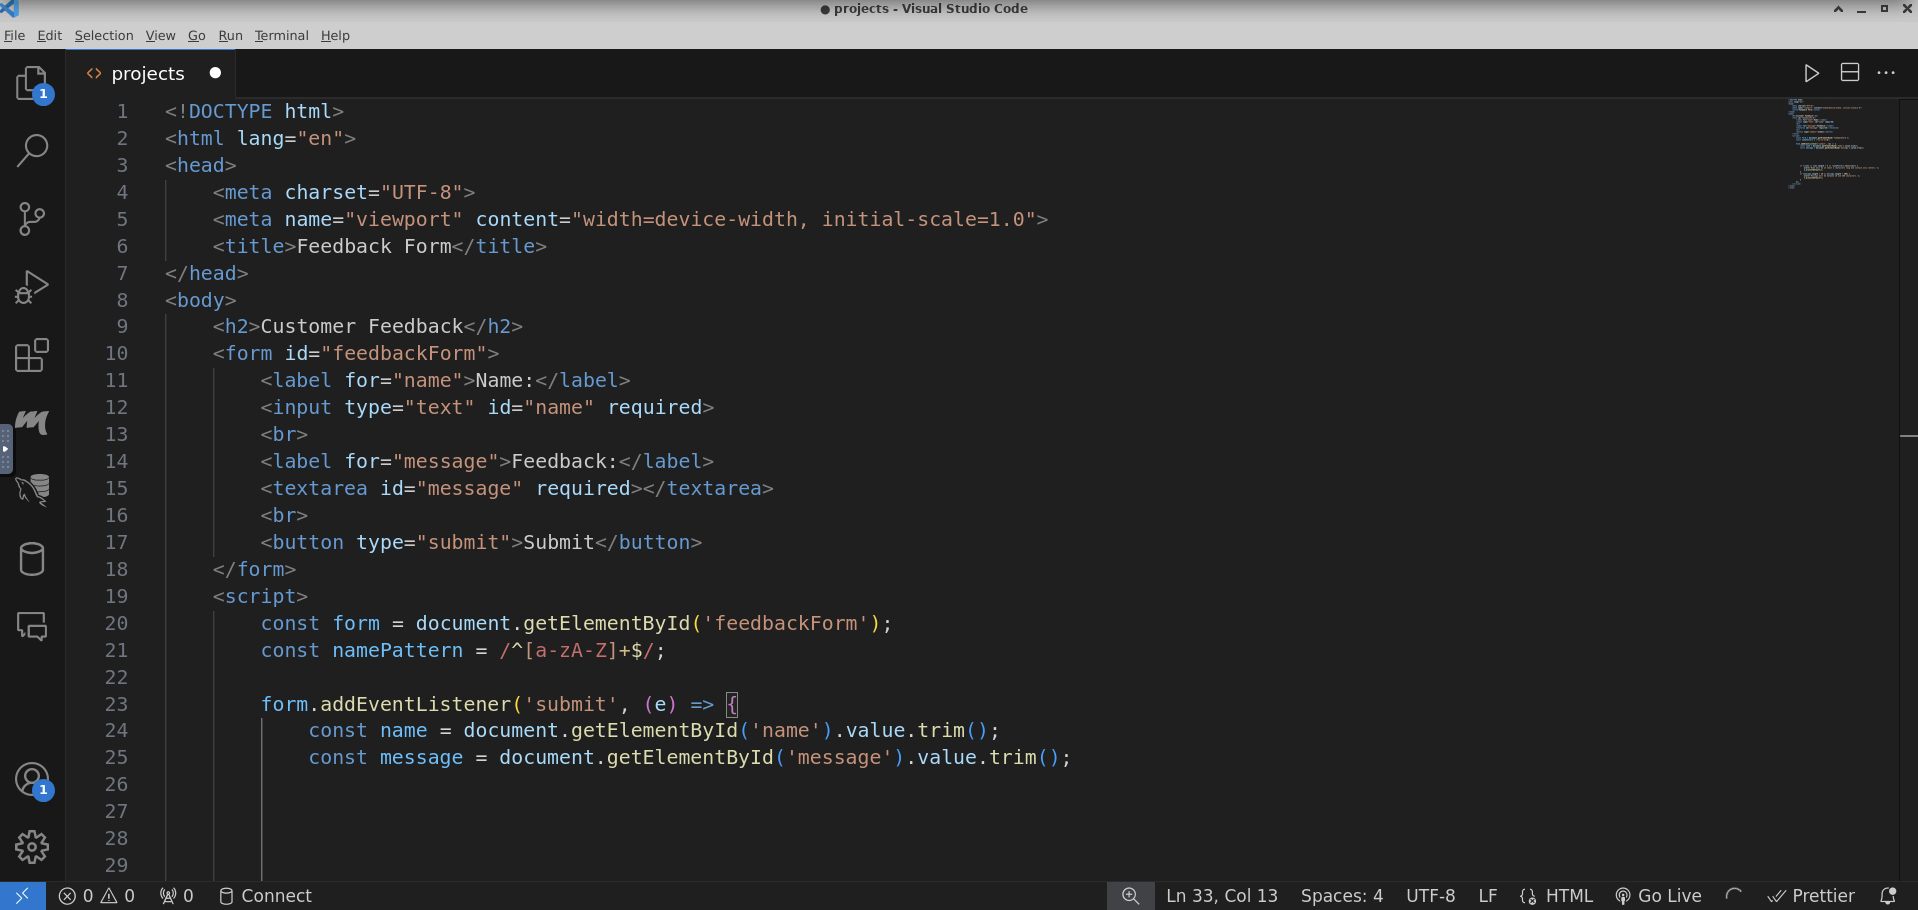 ● projects - Visual Studio Code
File Edit Selection View Go Run Terminal Help
<> projects ●
1 <!DOCTYPE html>
2 <html lang="en">
3 <head>
4     <meta charset="UTF-8">
5     <meta name="viewport" content="width=device-width, initial-scale=1.0">
6     <title>Feedback Form</title>
7 </head>
8 <body>
9     <h2>Customer Feedback</h2>
10     <form id="feedbackForm">
11         <label for="name">Name:</label>
12         <input type="text" id="name" required>
13         <br>
14         <label for="message">Feedback:</label>
15         <textarea id="message" required></textarea>
16         <br>
17         <button type="submit">Submit</button>
18     </form>
19     <script>
20         const form = document.getElementById('feedbackForm');
21         const namePattern = /^[a-zA-Z]+$/;
22
23         form.addEventListener('submit', (e) => {
24             const name = document.getElementById('name').value.trim();
25             const message = document.getElementById('message').value.trim();
26
27
28
29
1
1
0 0 0 Connect Ln 33, Col 13 Spaces: 4 UTF-8 LF HTML Go Live Prettier